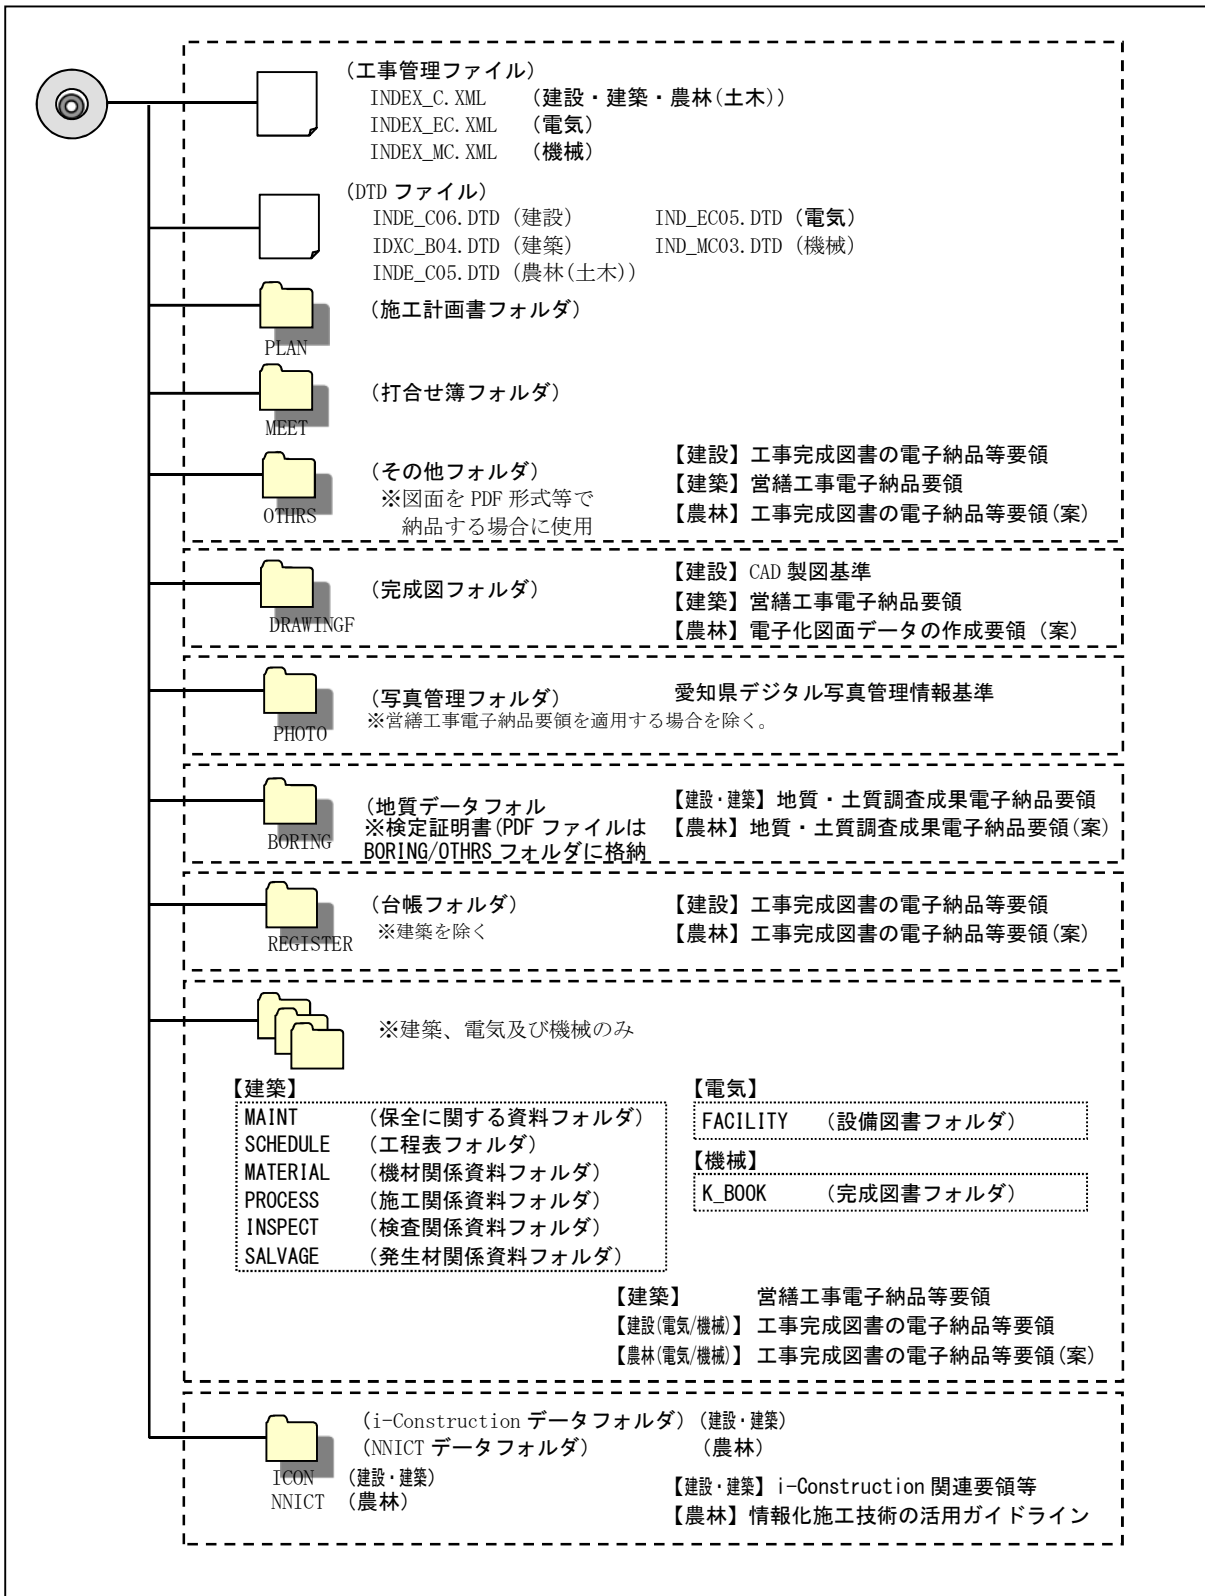 (工事管理ファイル)
INDEX_C.XML (建設・建築・農林(土木))
INDEX_EC.XML (電気)
INDEX_MC.XML (機械)
(DTD ファイル)
INDE_C06.DTD (建設) IND_EC05.DTD (電気)
IDXC_B04.DTD (建築) IND_MC03.DTD (機械)
INDE_C05.DTD (農林(土木))
(施工計画書フォルダ)
PLAN
(打合せ簿フォルダ)
MEET
(その他フォルダ)
※図面を PDF 形式等で
納品する場合に使用
OTHRS
【建設】工事完成図書の電子納品等要領
【建築】営繕工事電子納品要領
【農林】工事完成図書の電子納品等要領(案)
(完成図フォルダ)
DRAWINGF
【建設】CAD 製図基準
【建築】営繕工事電子納品要領
【農林】電子化図面データの作成要領(案)
(写真管理フォルダ) 愛知県デジタル写真管理情報基準
※営繕工事電子納品要領を適用する場合を除く。
PHOTO
(地質データフォル
※検定証明書(PDF ファイルは
BORING/OTHRS フォルダに格納
BORING
【建設・建築】地質・土質調査成果電子納品要領
【農林】地質・土質調査成果電子納品要領(案)
(台帳フォルダ)
※建築を除く
REGISTER
【建設】工事完成図書の電子納品等要領
【農林】工事完成図書の電子納品等要領(案)
※建築、電気及び機械のみ
【建築】
MAINT (保全に関する資料フォルダ)
SCHEDULE (工程表フォルダ)
MATERIAL (機材関係資料フォルダ)
PROCESS (施工関係資料フォルダ)
INSPECT (検査関係資料フォルダ)
SALVAGE (発生材関係資料フォルダ)
【電気】
FACILITY (設備図書フォルダ)
【機械】
K_BOOK (完成図書フォルダ)
【建築】 営繕工事電子納品等要領
【建設(電気/機械)】 工事完成図書の電子納品等要領
【農林(電気/機械)】 工事完成図書の電子納品等要領(案)
(i-Construction データフォルダ) (建設・建築)
(NNICT データフォルダ) (農林)
ICON (建設・建築)
NNICT (農林)
【建設・建築】i-Construction 関連要領等
【農林】情報化施工技術の活用ガイドライン